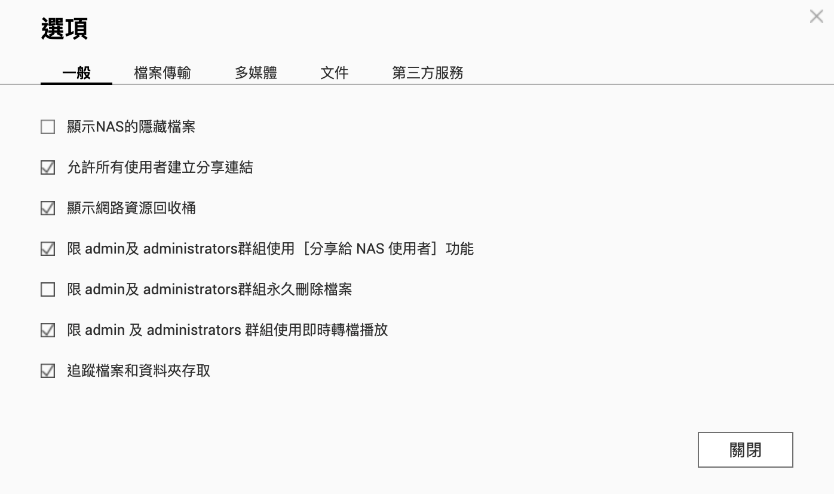 選項
一般
檔案傳輸
多媒體
文件
第三方服務
顯示NAS的隱藏檔案
允許所有使用者建立分享連結
顯示網路資源回收桶
限 admin及 administrators群組使用［分享給 NAS 使用者］功能
限 admin及 administrators群組永久刪除檔案
限 admin 及 administrators 群組使用即時轉檔播放
追蹤檔案和資料夾存取
關閉